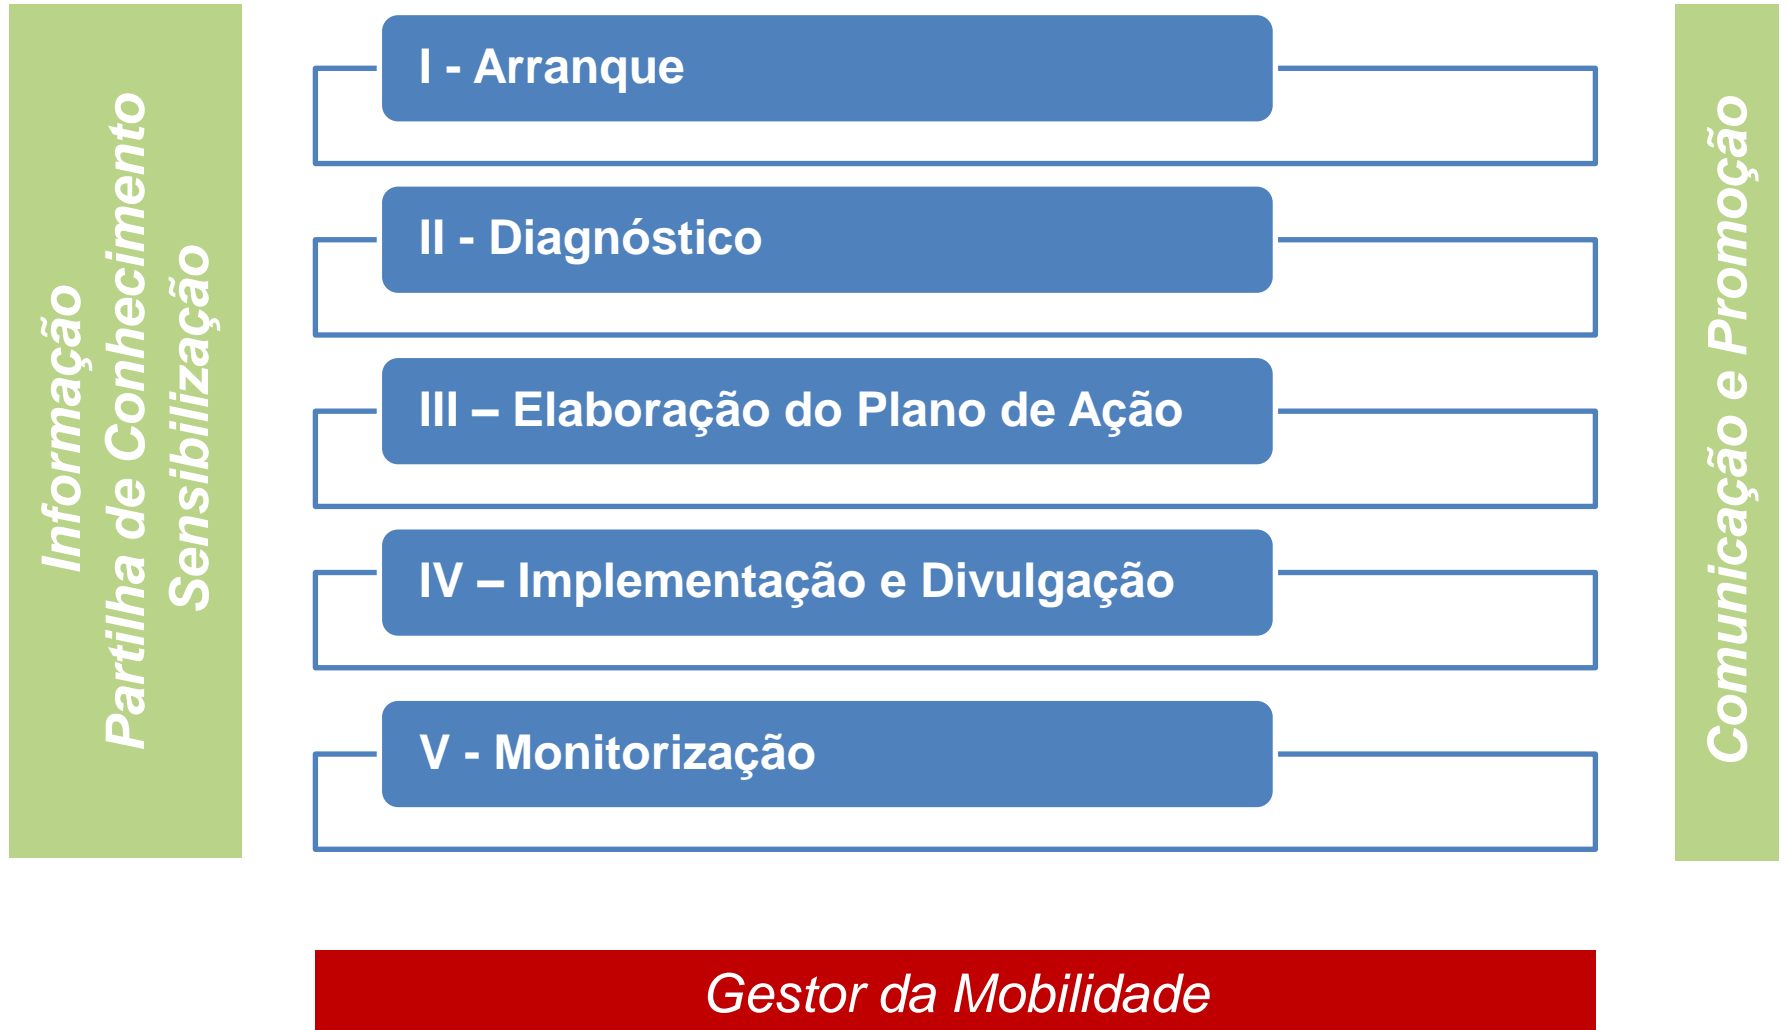 Informação
Partilha de Conhecimento
Sensibilização
I - Arranque
II - Diagnóstico
III – Elaboração do Plano de Ação
IV – Implementação e Divulgação
V - Monitorização
Comunicação e Promoção
Gestor da Mobilidade